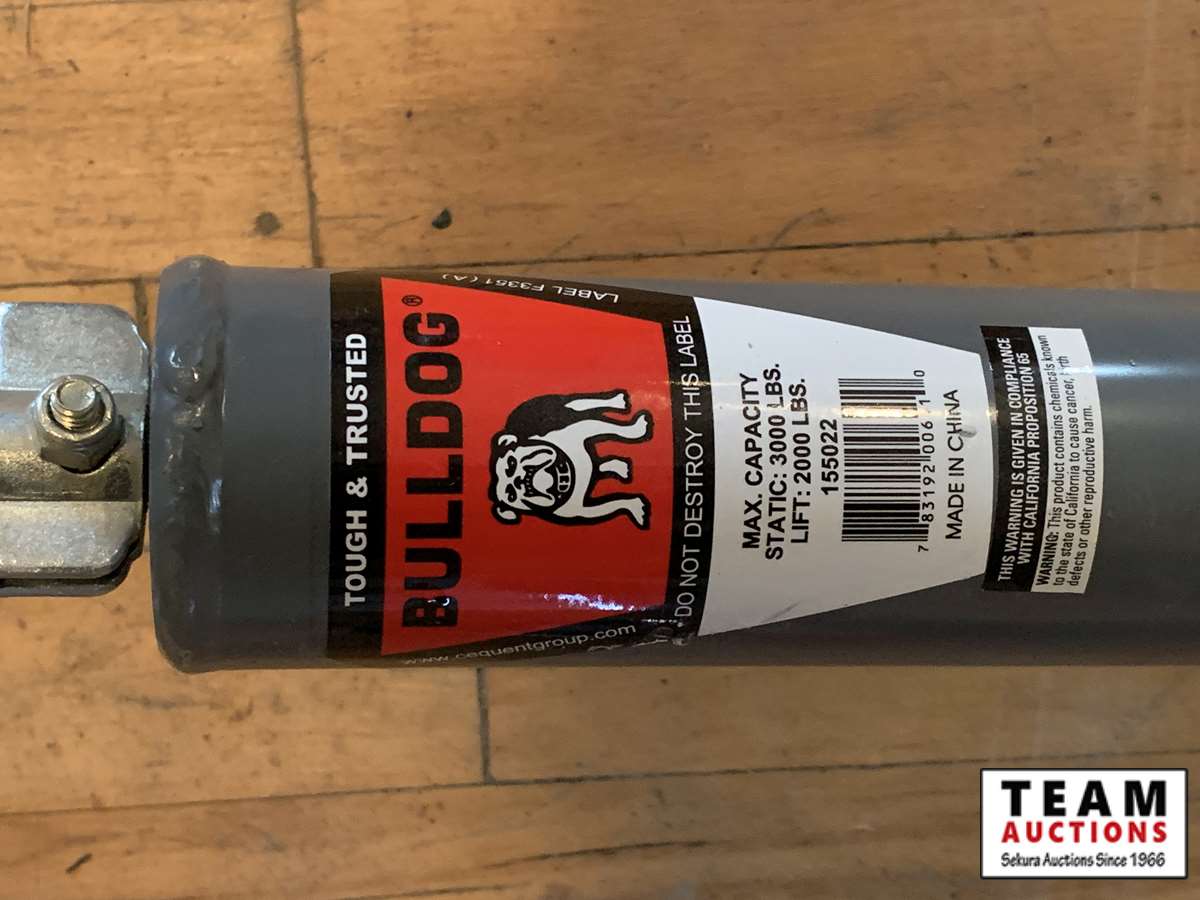 TOUGH & TRUSTED
BULLDOG®
LABEL F3351 (A)
www.cequentgroup.com
DO NOT DESTROY THIS LABEL
MAX. CAPACITY
STATIC: 3000 LBS.
LIFT: 2000 LBS.
155022
7 83192 0061 0
MADE IN CHINA
THIS WARNING IS GIVEN IN COMPLIANCE
WITH CALIFORNIA PROPOSITION 65
WARNING: This product contains chemicals known
to the state of California to cause cancer, birth
defects or other reproductive harm.
TEAM
AUCTIONS
Sekura Auctions Since 1966